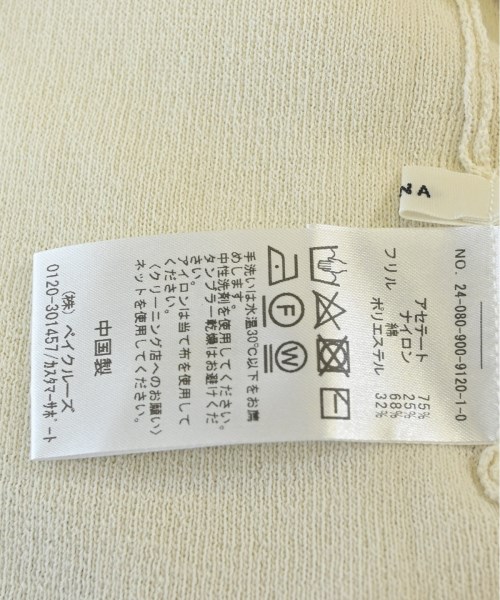 NA
NO. 24-080-900-9120-1-0
アセテート 75%
ナイロン 25%
フリル 綿 68%
ポリエステル 32%
F W
手洗いは水温30℃以下をお勧
めします。
中性洗剤を使用してください。
タンブラー乾燥はお避けくだ
さい。
アイロンは当て布を使用して
ください。
〈クリーニング店へのお願い〉
ネットを使用してください。
中国製
(株) ベイクルーズ
0120-301457/カスタマーサポート